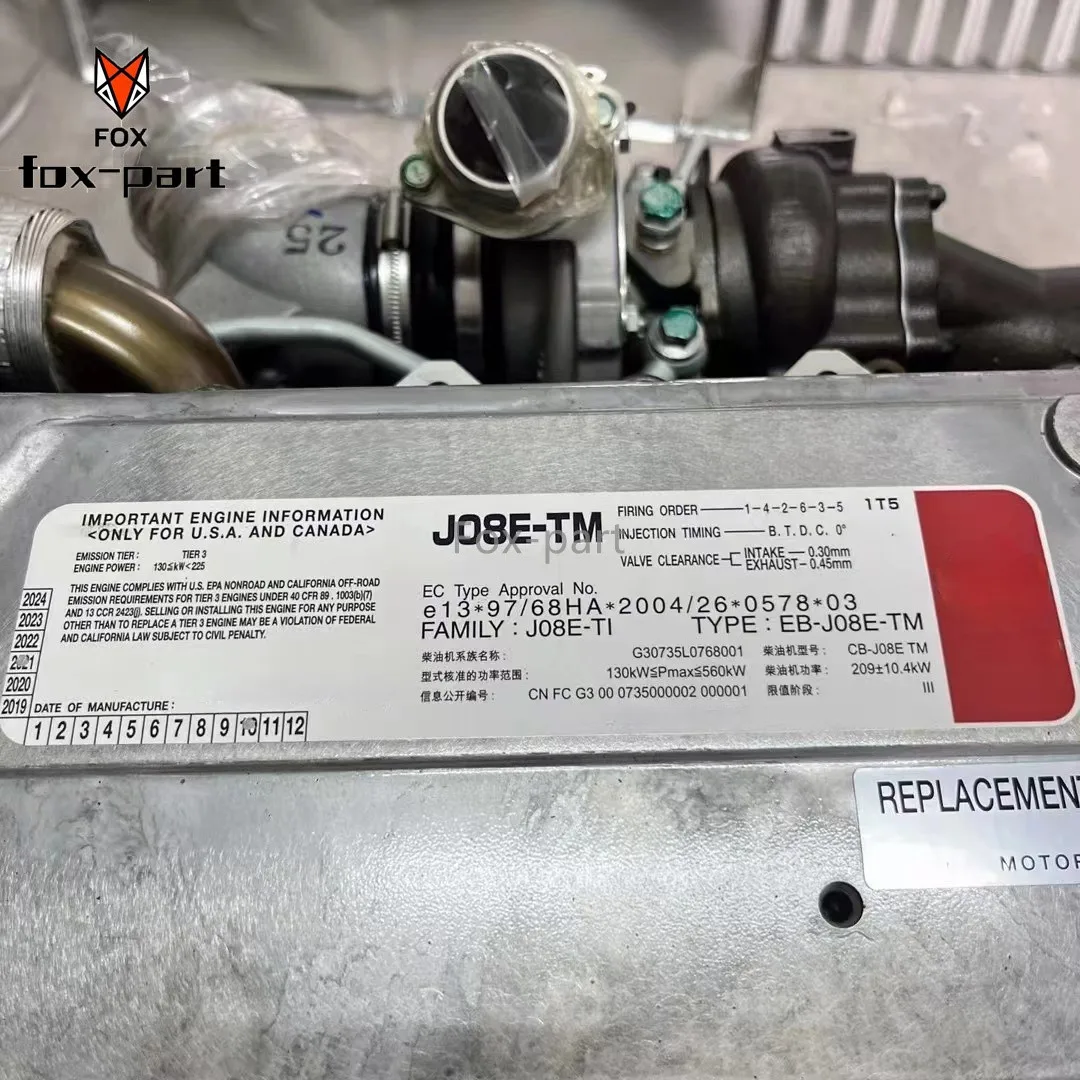 FOX
fox-part
25
IMPORTANT ENGINE INFORMATION
<ONLY FOR U.S.A. AND CANADA>
EMISSION TIER : TIER 3
ENGINE POWER : 130≦kW<225
THIS ENGINE COMPLIES WITH U.S. EPA NONROAD AND CALIFORNIA OFF-ROAD
EMISSION REQUIREMENTS FOR TIER 3 ENGINES UNDER 40 CFR 89 . 1003(b)(7)
AND 13 CCR 2423(j). SELLING OR INSTALLING THIS ENGINE FOR ANY PURPOSE
OTHER THAN TO REPLACE A TIER 3 ENGINE MAY BE A VIOLATION OF FEDERAL
AND CALIFORNIA LAW SUBJECT TO CIVIL PENALTY.
2024
2023
2022
2021
2020
2019 DATE OF MANUFACTURE :
1 2 3 4 5 6 7 8 9 10 11 12
J08E-TM
Fox-part
FIRING ORDER 1-4-2-6-3-5 1T5
INJECTION TIMING B.T.D.C. 0°
VALVE CLEARANCE INTAKE 0.30mm
EXHAUST 0.45mm
EC Type Approval No.
e13*97/68HA*2004/26*0578*03
FAMILY : J08E-TI TYPE : EB-J08E-TM
柴油机系族名称 : G30735L0768001 柴油机型号: CB-J08E TM
型式核准的功率范围 : 130kW≦Pmax≦560kW 柴油机功率 : 209±10.4kW
信息公开编号 : CN FC G3 00 0735000002 000001 限值阶段 : III
REPLACEMEN
MOTOR